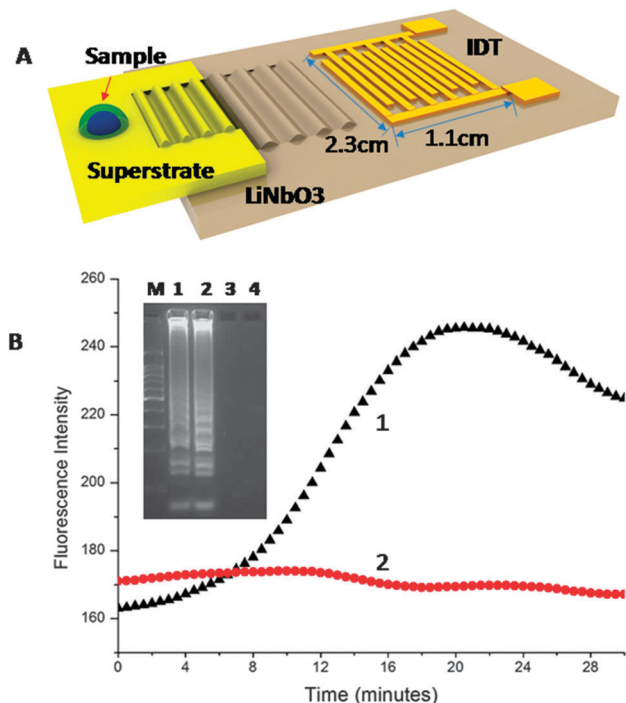 A
Sample
IDT
2.3cm
1.1cm
Superstrate
LiNbO3
B
M 1 2 3 4
260
240
220
200
180
160
1
2
0 4 8 12 16 20 24 28
Fluorescence Intensity
Time (minutes)